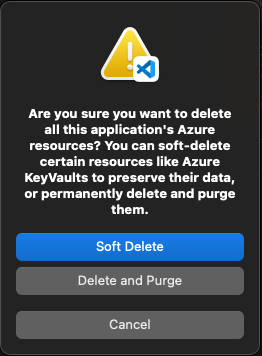 Are you sure you want to delete
all this application's Azure
resources? You can soft-delete
certain resources like Azure
KeyVaults to preserve their data,
or permanently delete and purge
them.
Soft Delete
Delete and Purge
Cancel